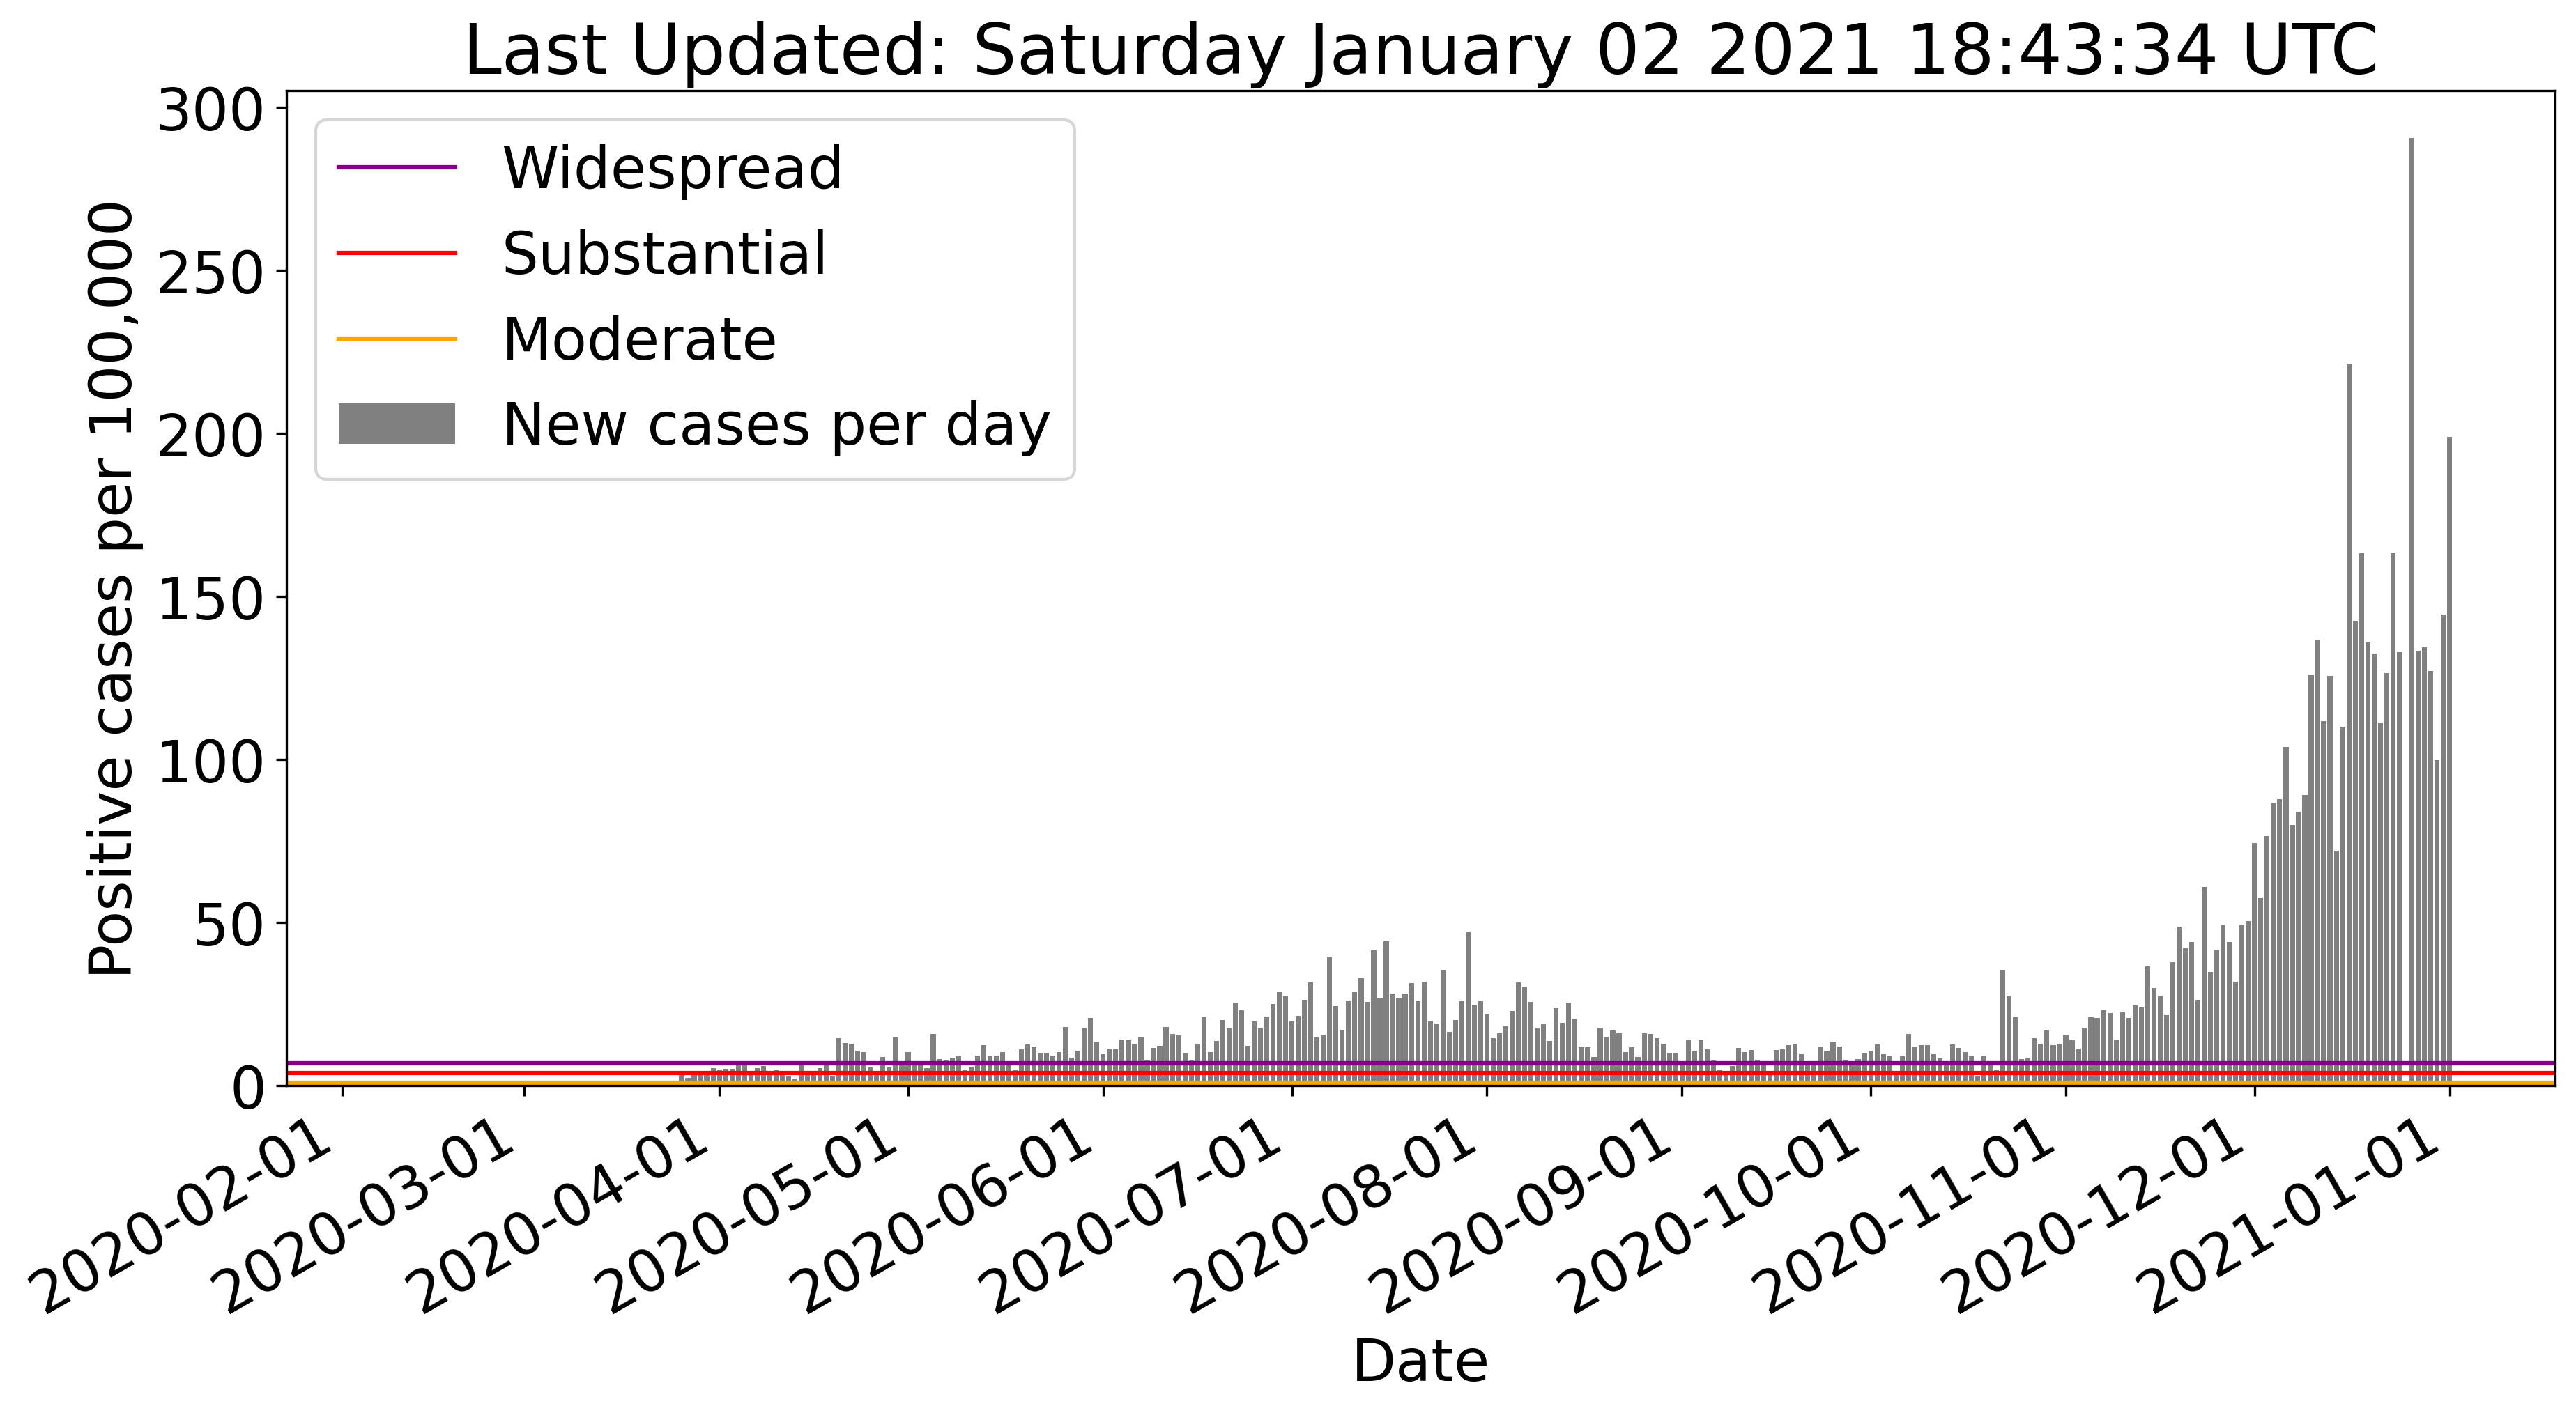 Last Updated: Saturday January 02 2021 18:43:34 UTC
Positive cases per 100,000
300
250
200
150
100
50
0
Widespread
Substantial
Moderate
New cases per day
2020-02-01
2020-03-01
2020-04-01
2020-05-01
2020-06-01
2020-07-01
2020-08-01
2020-09-01
2020-10-01
2020-11-01
2020-12-01
2021-01-01
Date